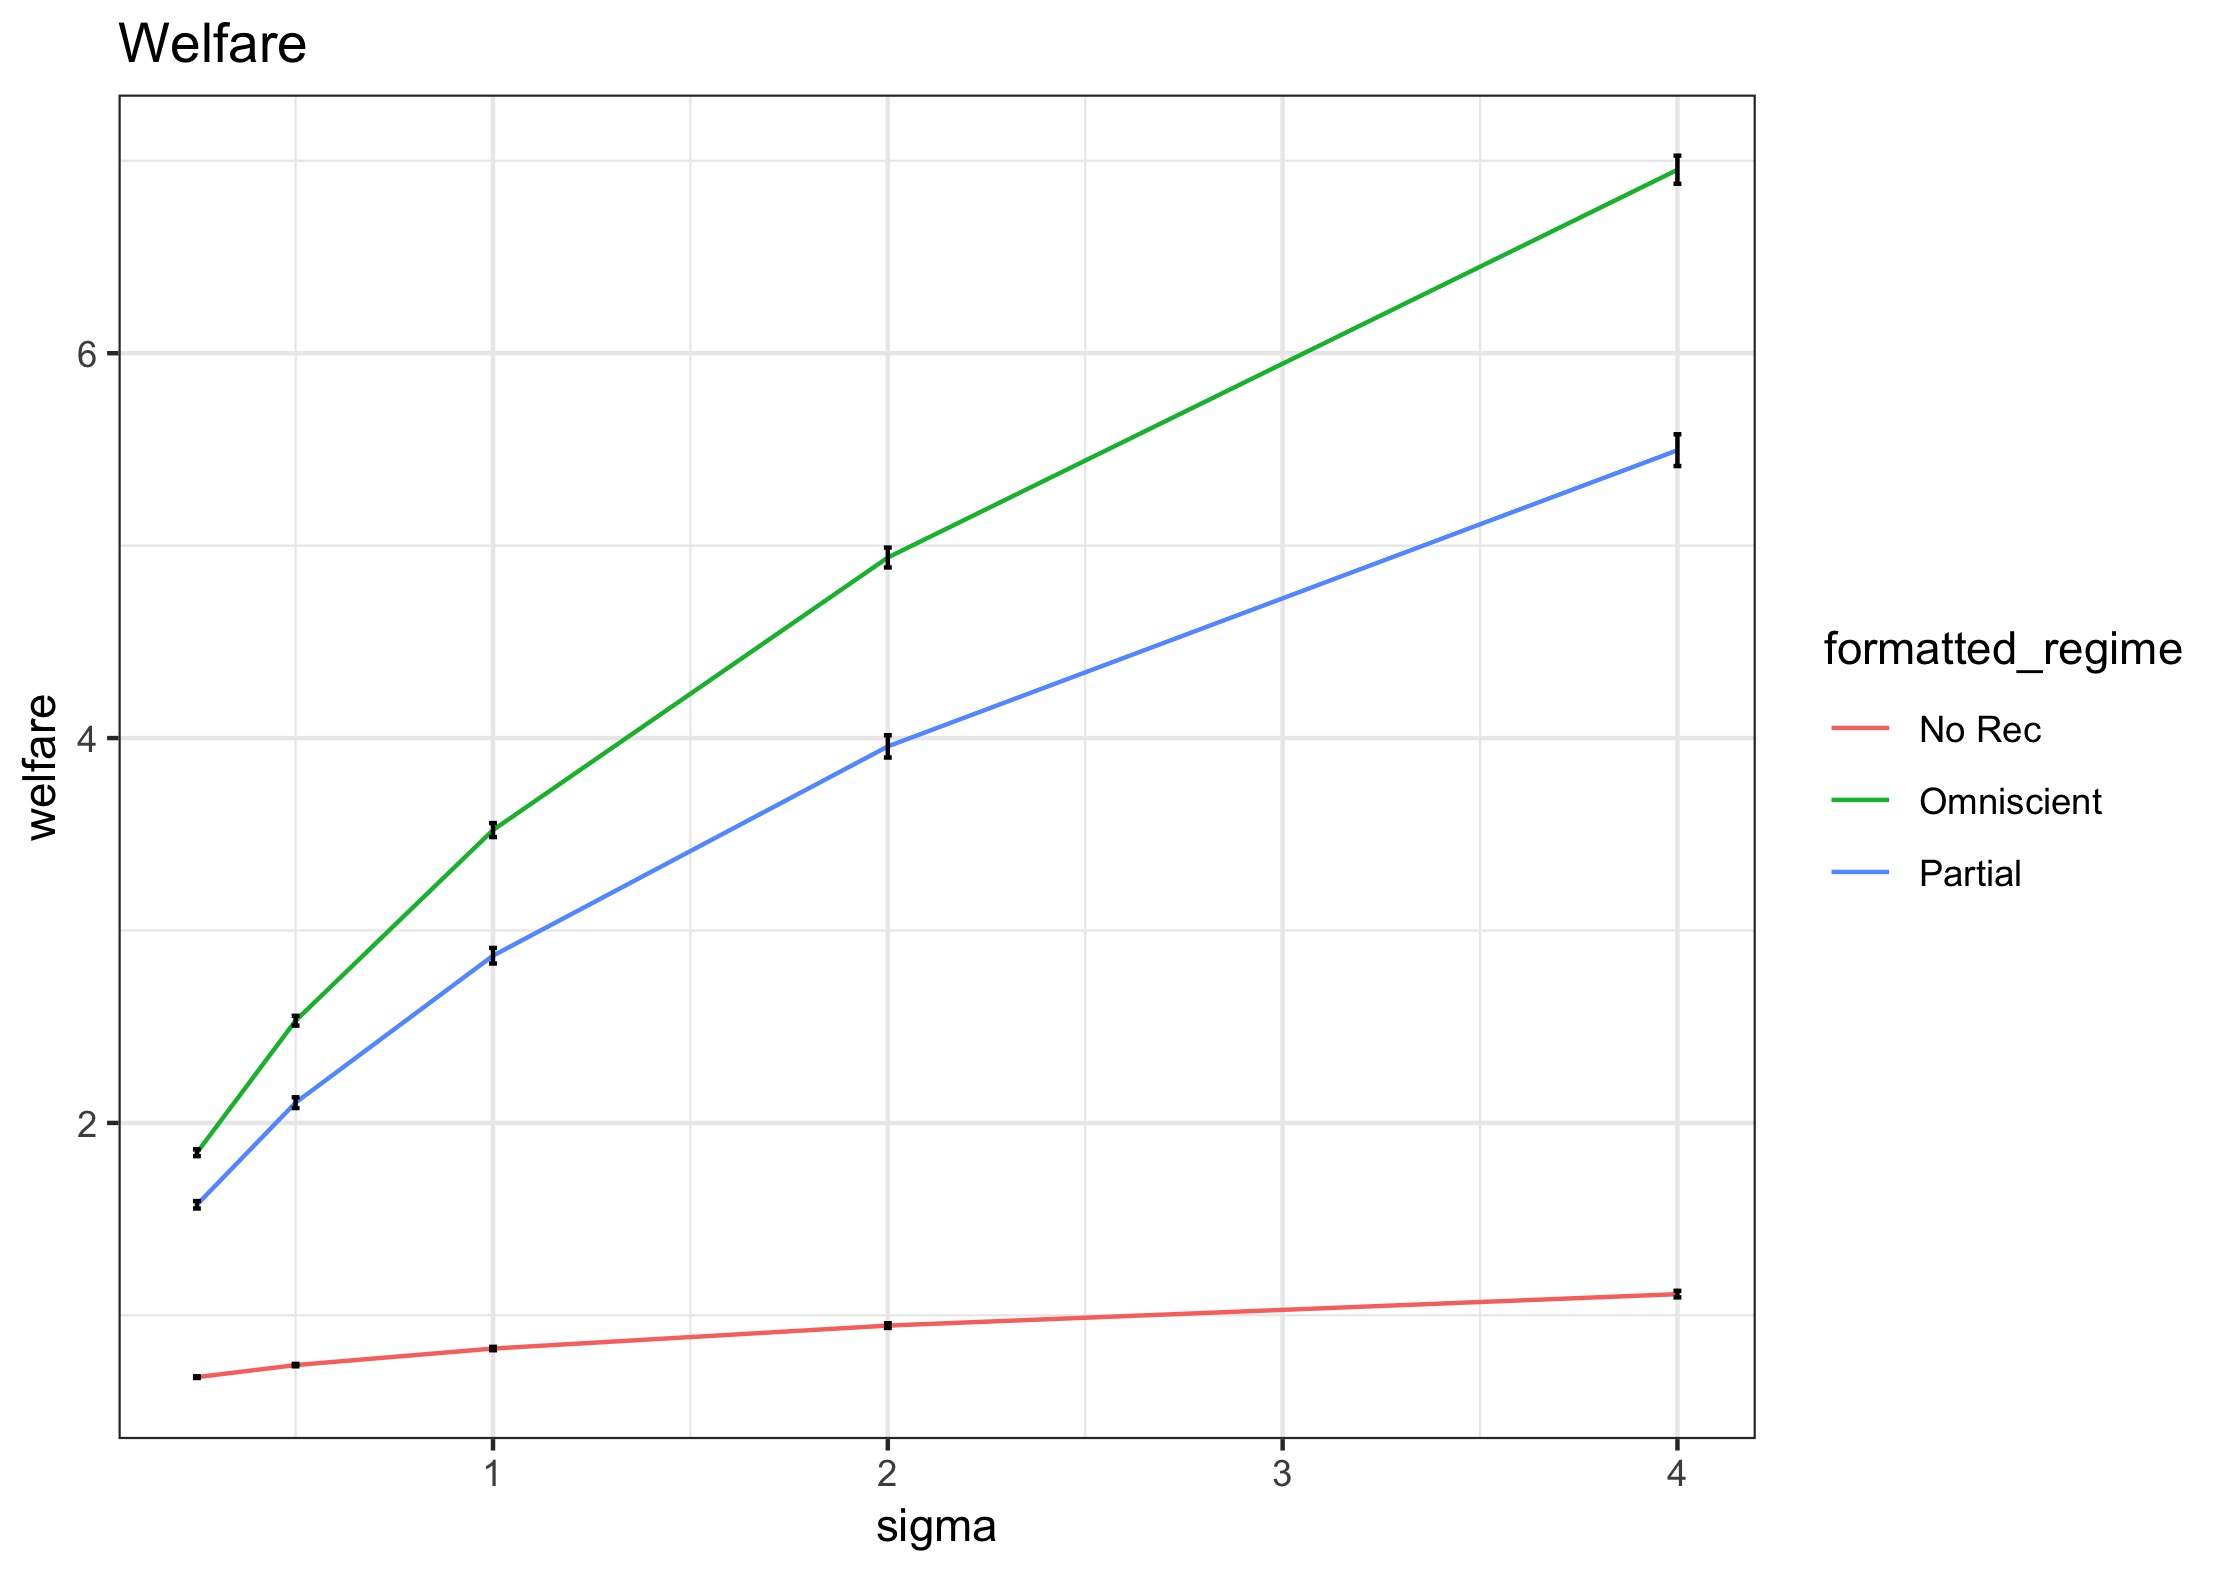 Welfare
welfare
6
4
2
1
2
3
4
sigma
formatted_regime
No Rec
Omniscient
Partial